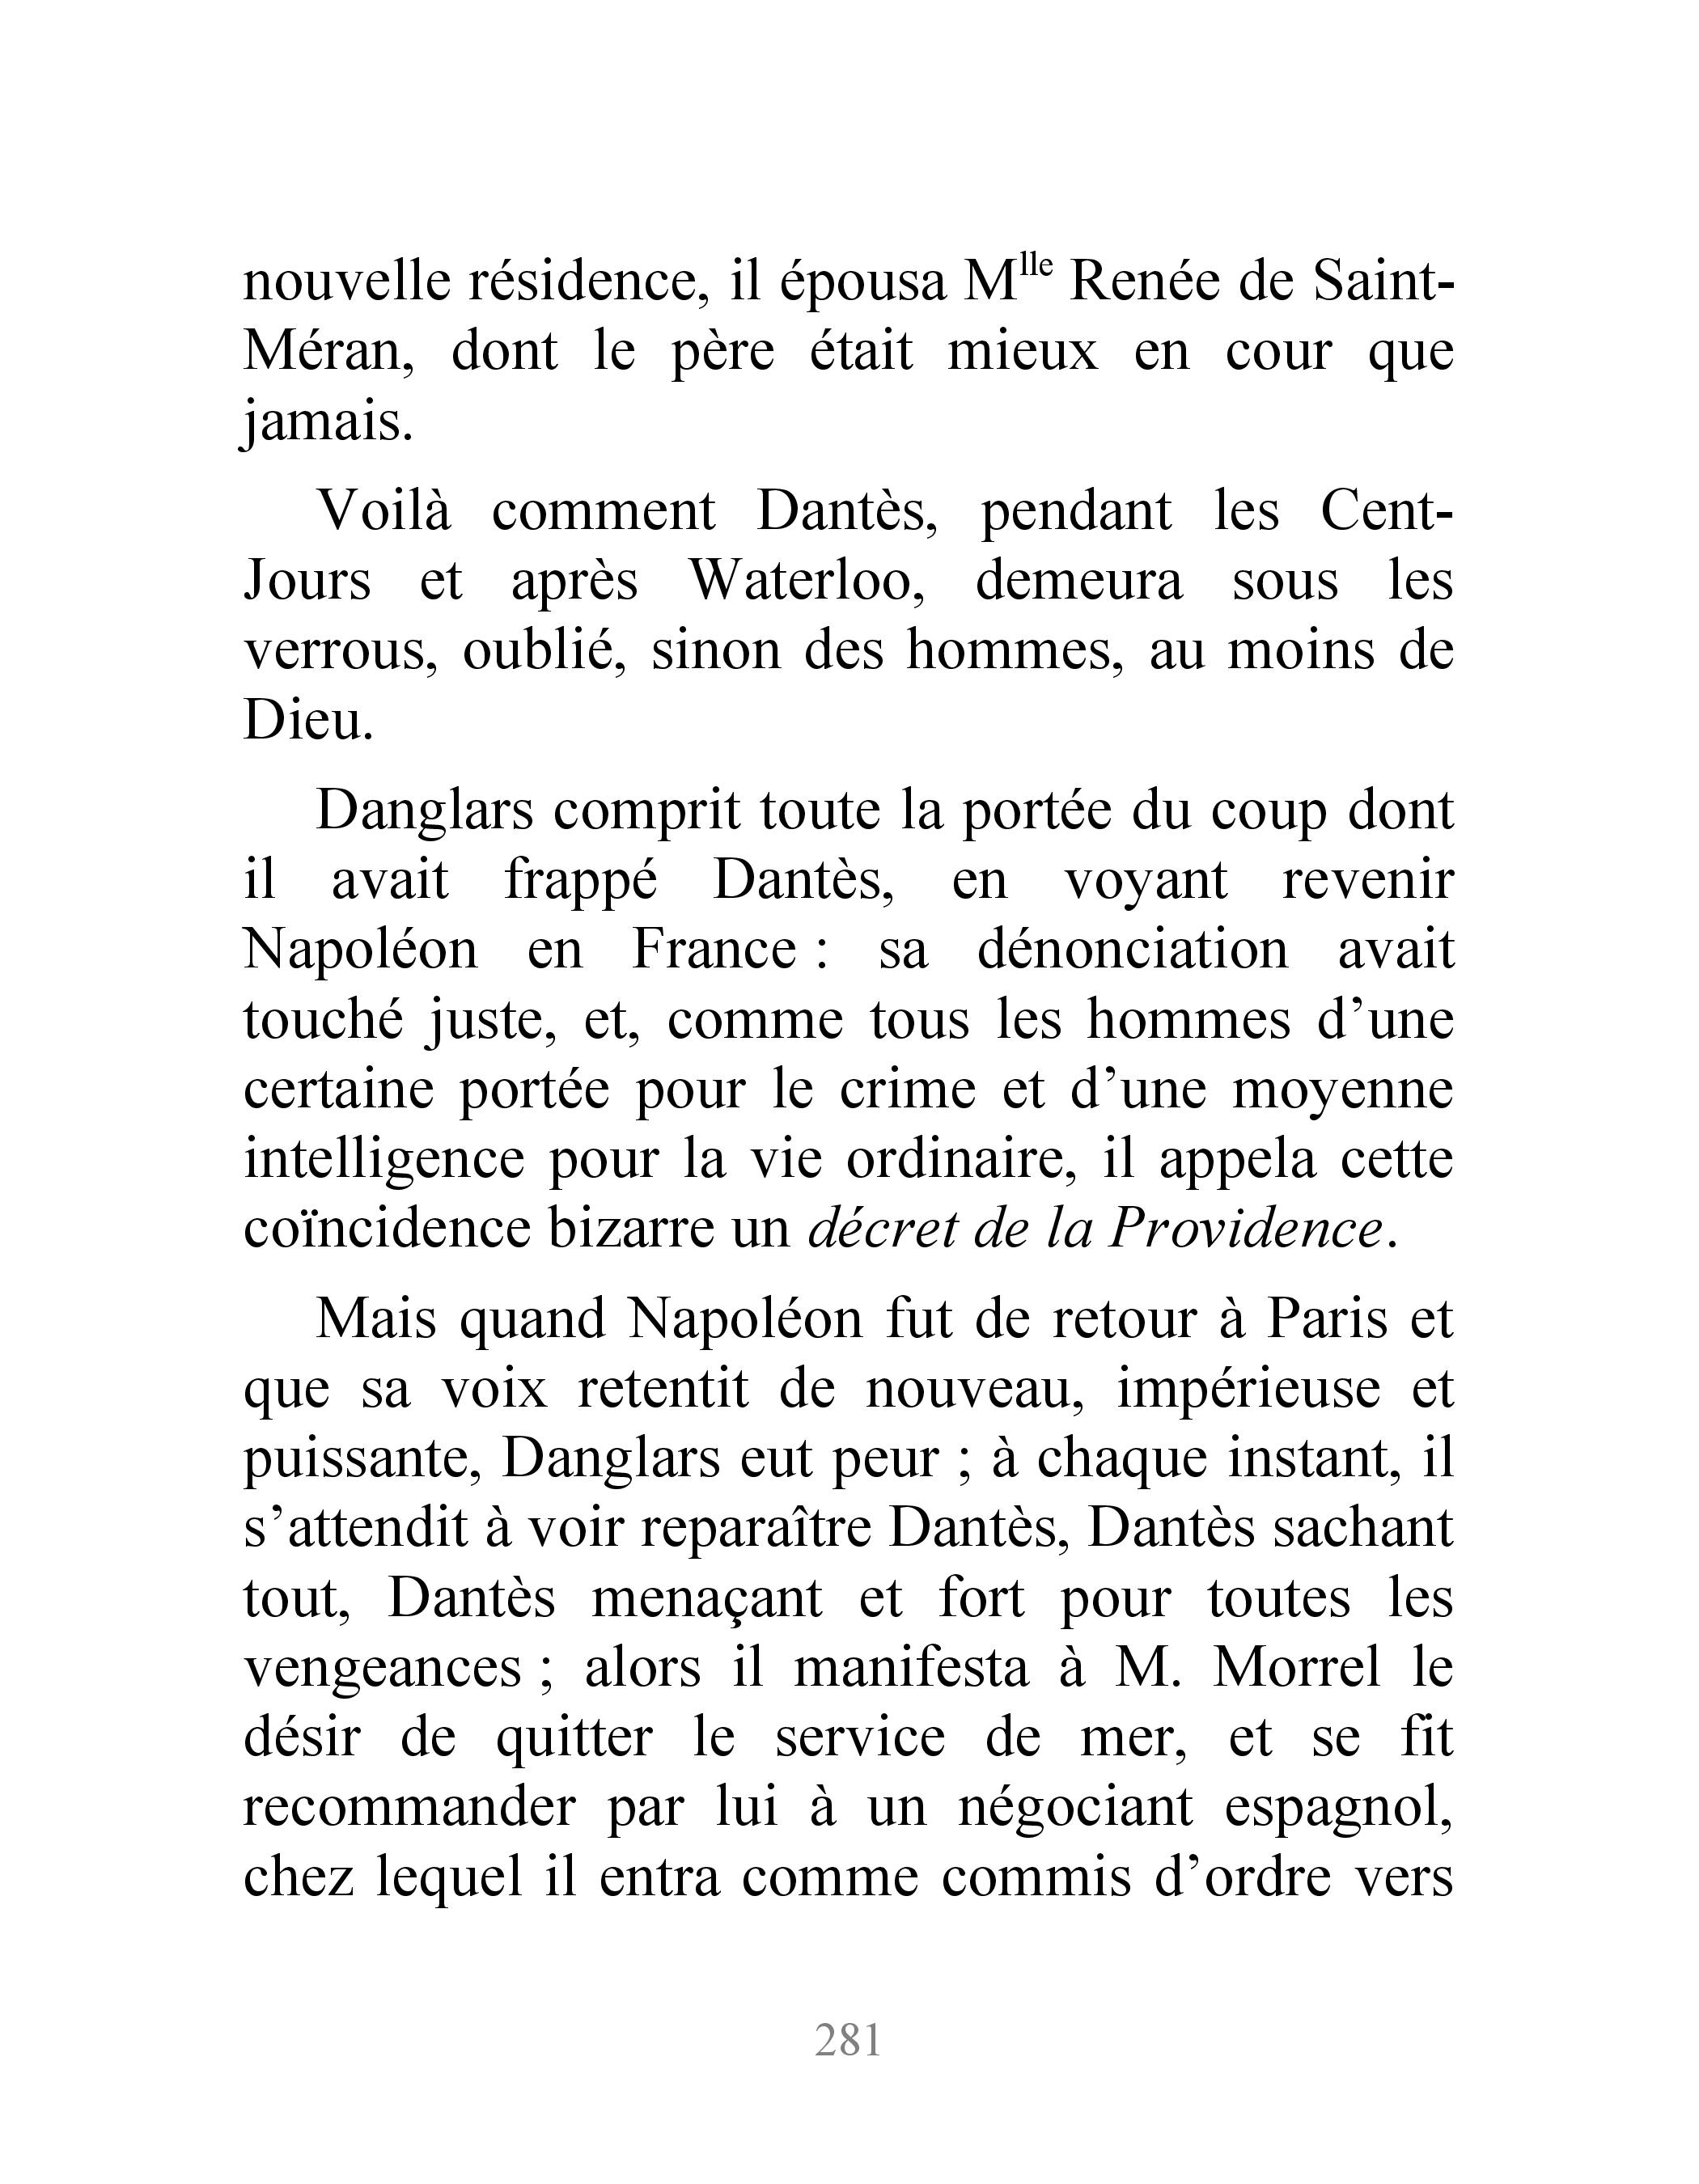 nouvelle résidence, il épousa Mlle Renée de Saint-
Méran, dont le père était mieux en cour que
jamais.
Voilà comment Dantès, pendant les Cent-
Jours et après Waterloo, demeura sous les
verrous, oublié, sinon des hommes, au moins de
Dieu.
Danglars comprit toute la portée du coup dont
il avait frappé Dantès, en voyant revenir
Napoléon en France : sa dénonciation avait
touché juste, et, comme tous les hommes d’une
certaine portée pour le crime et d’une moyenne
intelligence pour la vie ordinaire, il appela cette
coïncidence bizarre un décret de la Providence.
Mais quand Napoléon fut de retour à Paris et
que sa voix retentit de nouveau, impérieuse et
puissante, Danglars eut peur ; à chaque instant, il
s’attendit à voir reparaître Dantès, Dantès sachant
tout, Dantès menaçant et fort pour toutes les
vengeances ; alors il manifesta à M. Morrel le
désir de quitter le service de mer, et se fit
recommander par lui à un négociant espagnol,
chez lequel il entra comme commis d’ordre vers
281